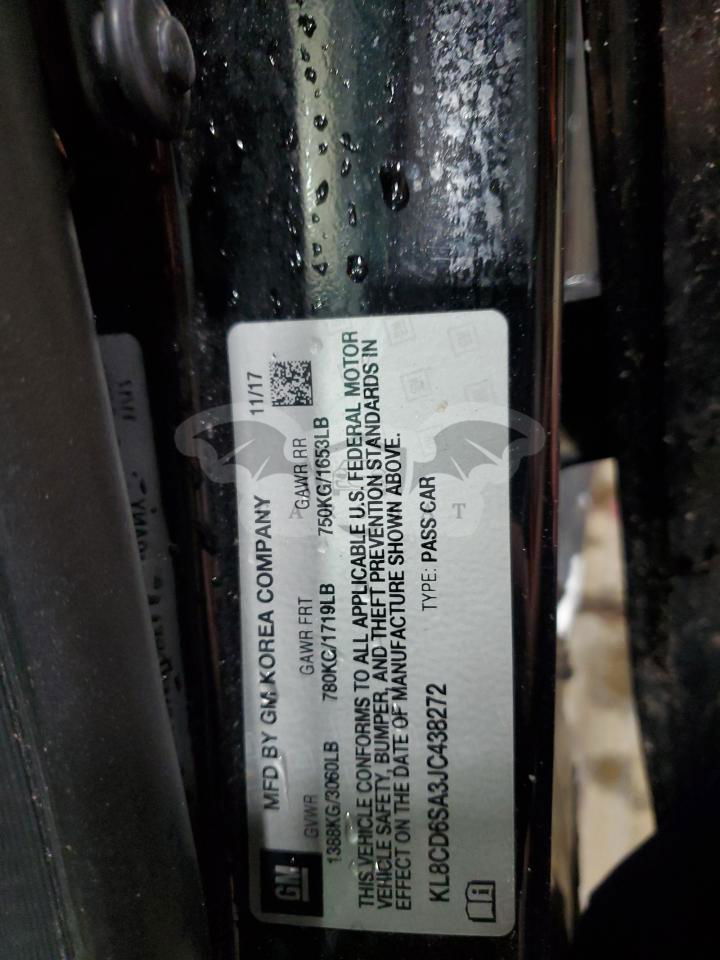 MFD BY GM KOREA COMPANY 11/17
GM
GVWR GAWR FRT GAWR RR
1388KG/3060LB 780KG/1719LB 750KG/1653LB
THIS VEHICLE CONFORMS TO ALL APPLICABLE U.S. FEDERAL MOTOR
VEHICLE SAFETY, BUMPER, AND THEFT PREVENTION STANDARDS IN
EFFECT ON THE DATE OF MANUFACTURE SHOWN ABOVE.
KL8CD6SA3JC438272 TYPE: PASS CAR